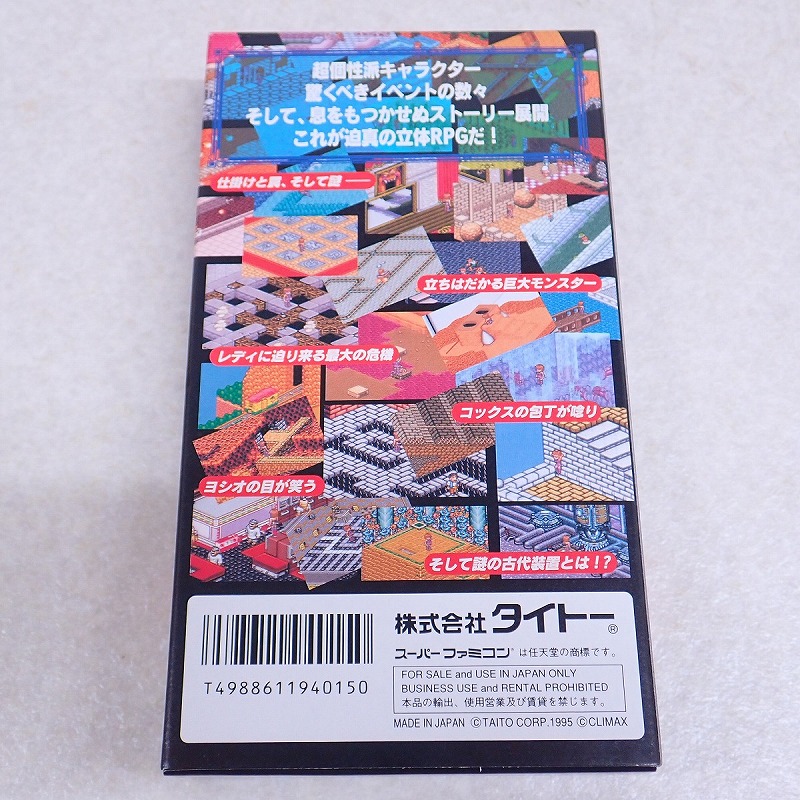 超個性派キャラクター
驚くべきイベントの数々
そして、息をもつかせぬストーリー展開
これが迫真の立体RPGだ！
仕掛けと罠、そして謎――
立ちはだかる巨大モンスター
レディに迫り来る最大の危機
コックスの包丁が唸り
ヨシオの目が笑う
そして謎の古代装置とは!?
株式会社 タイトー®
スーパーファミコン®は任天堂の商標です。
FOR SALE and USE IN JAPAN ONLY
BUSINESS USE and RENTAL PROHIBITED
本品の輸出、使用営業及び賃貸を禁じます。
T4988611940150
MADE IN JAPAN ©TAITO CORP.1995 ©CLIMAX